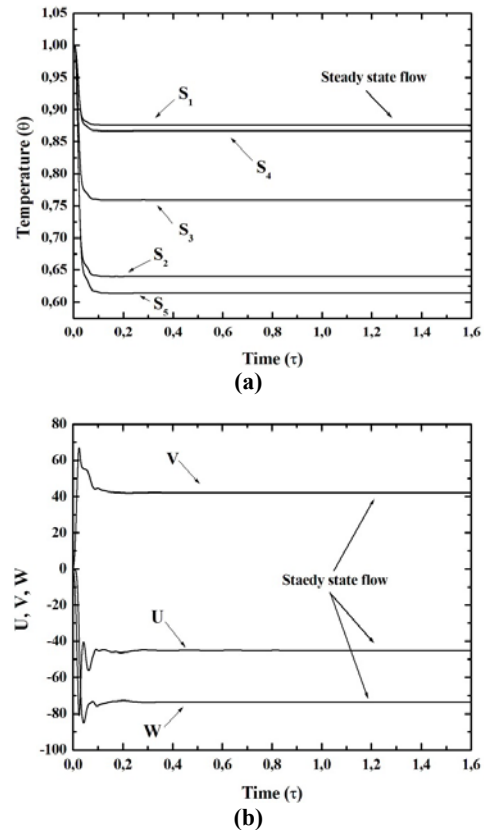 1,05
1,00
0,95
0,90
0,85
0,80
0,75
0,70
0,65
0,60
Temperature (θ)
Steady state flow
S1
S4
S3
S2
S5
0,0 0,2 0,4 0,6 0,8 1,0 1,2 1,4 1,6
Time (τ)
(a)
80
60
40
20
0
-20
-40
-60
-80
-100
U, V, W
V
Staedy state flow
U
W
0,0 0,2 0,4 0,6 0,8 1,0 1,2 1,4 1,6
Time (τ)
(b)